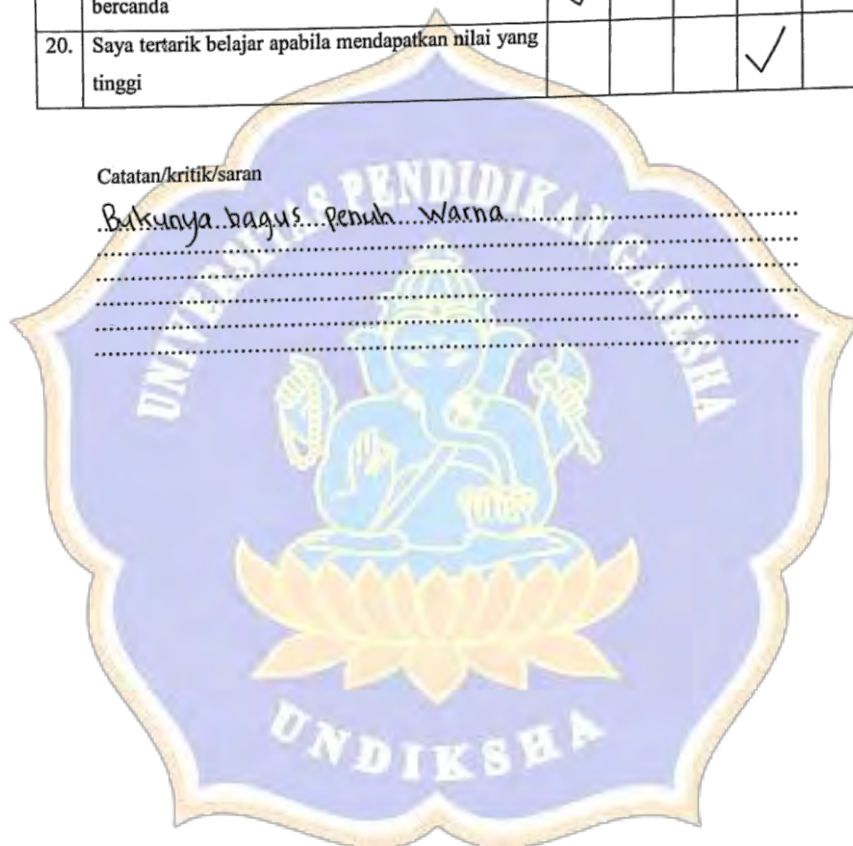 bercanda
20. Saya tertarik belajar apabila mendapatkan nilai yang
tinggi
Catatan/kritik/saran
Bukunya bagus penuh warna
UNIVERSITAS PENDIDIKAN GANESHA
UNDIKSHA